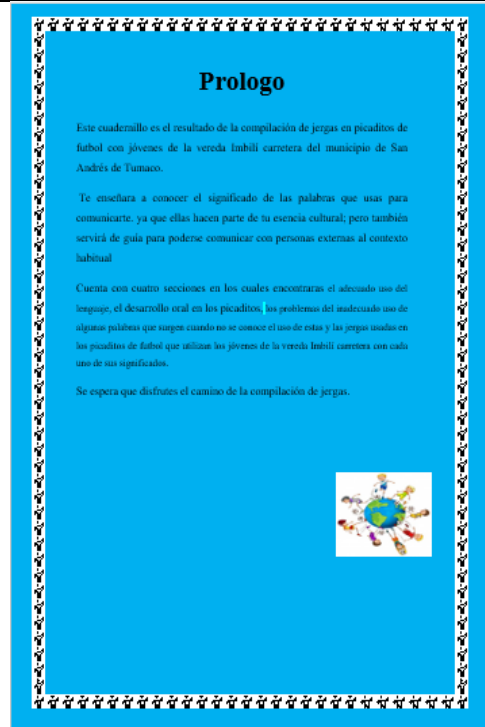 Prologo
Este cuadernillo es el resultado de la compilación de jergas en picaditos de
futbol con jóvenes de la vereda Imbilí carretera del municipio de San
Andrés de Tumaco.
Te enseñara a conocer el significado de las palabras que usas para
comunicarte. ya que ellas hacen parte de tu esencia cultural; pero también
servirá de guía para poderse comunicar con personas externas al contexto
habitual
Cuenta con cuatro secciones en los cuales encontraras el adecuado uso del
lenguaje, el desarrollo oral en los picaditos, los problemas del inadecuado uso de
algunas palabras que surgen cuando no se conoce el uso de estas y las jergas usadas en
los picaditos de futbol que utilizan los jóvenes de la vereda Imbilí carretera con cada
uno de sus significados.
Se espera que disfrutes el camino de la compilación de jergas.